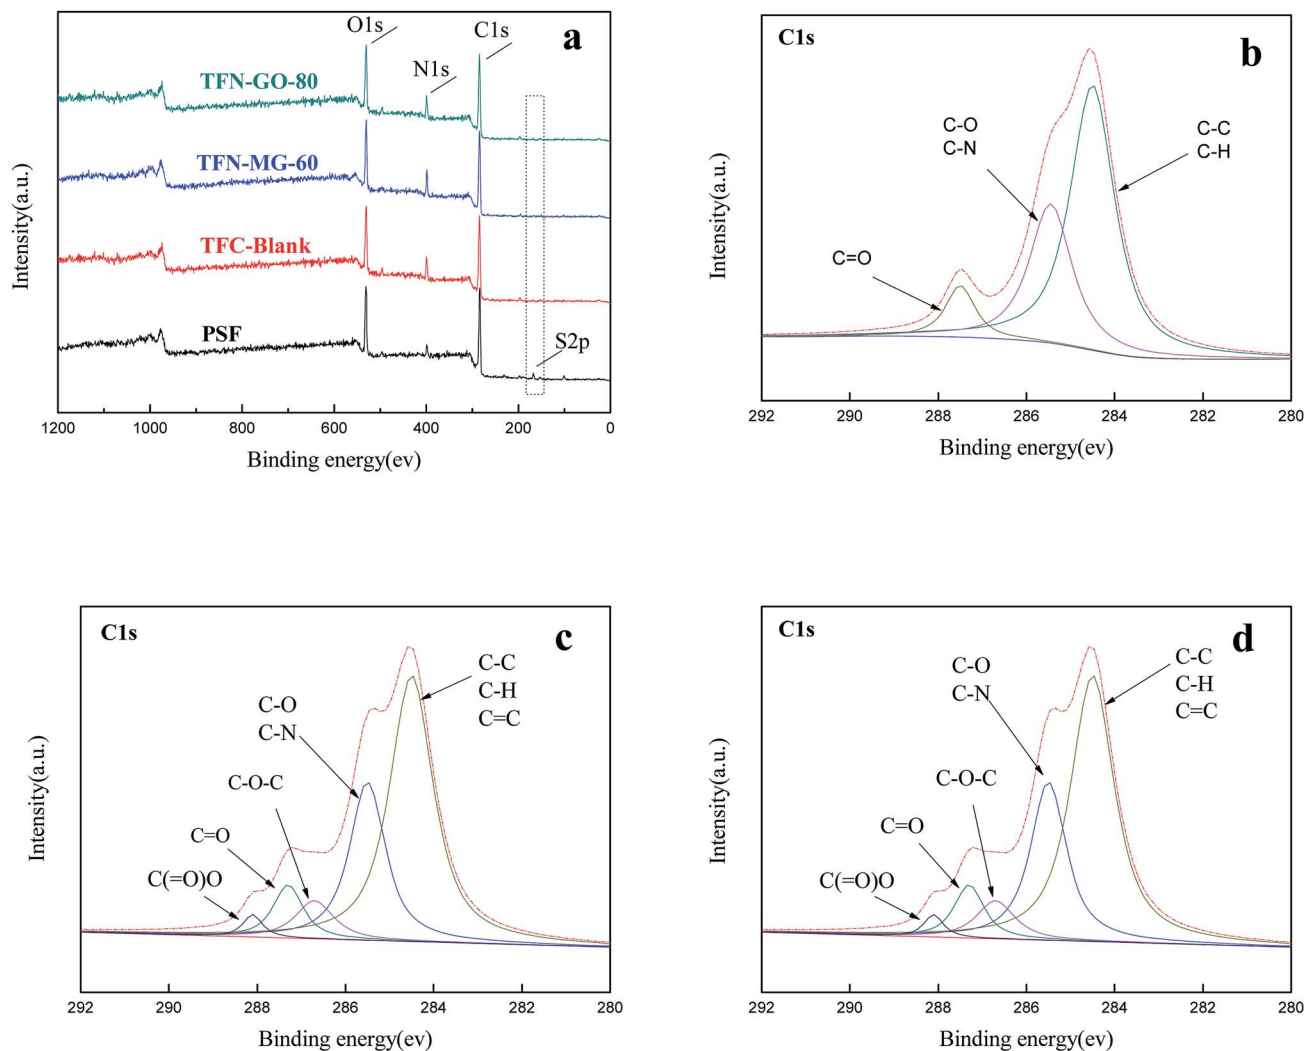 a
O1s
C1s
N1s
TFN-GO-80
TFN-MG-60
TFC-Blank
PSF
S2p
Intensity(a.u.)
1200 1000 800 600 400 200 0
Binding energy(ev)
C1s
b
C-O
C-N
C-C
C-H
C=O
Intensity(a.u.)
292 290 288 286 284 282 280
Binding energy(ev)
C1s
c
C-C
C-H
C=C
C-O
C-N
C-O-C
C=O
C(=O)O
Intensity(a.u.)
292 290 288 286 284 282 280
Binding energy(ev)
C1s
d
C-O
C-N
C-C
C-H
C=C
C-O-C
C=O
C(=O)O
Intensity(a.u.)
292 290 288 286 284 282 280
Binding energy(ev)